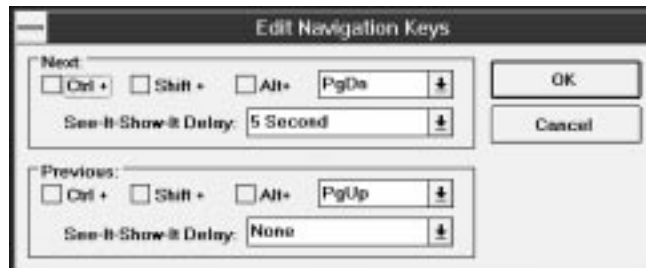 Edit Navigation Keys
Next:
Ctrl + Shift + Alt+ PgDn
See-It-Show-It Delay: 5 Second
OK
Cancel
Previous:
Ctrl + Shift + Alt+ PgUp
See-It-Show-It Delay: None